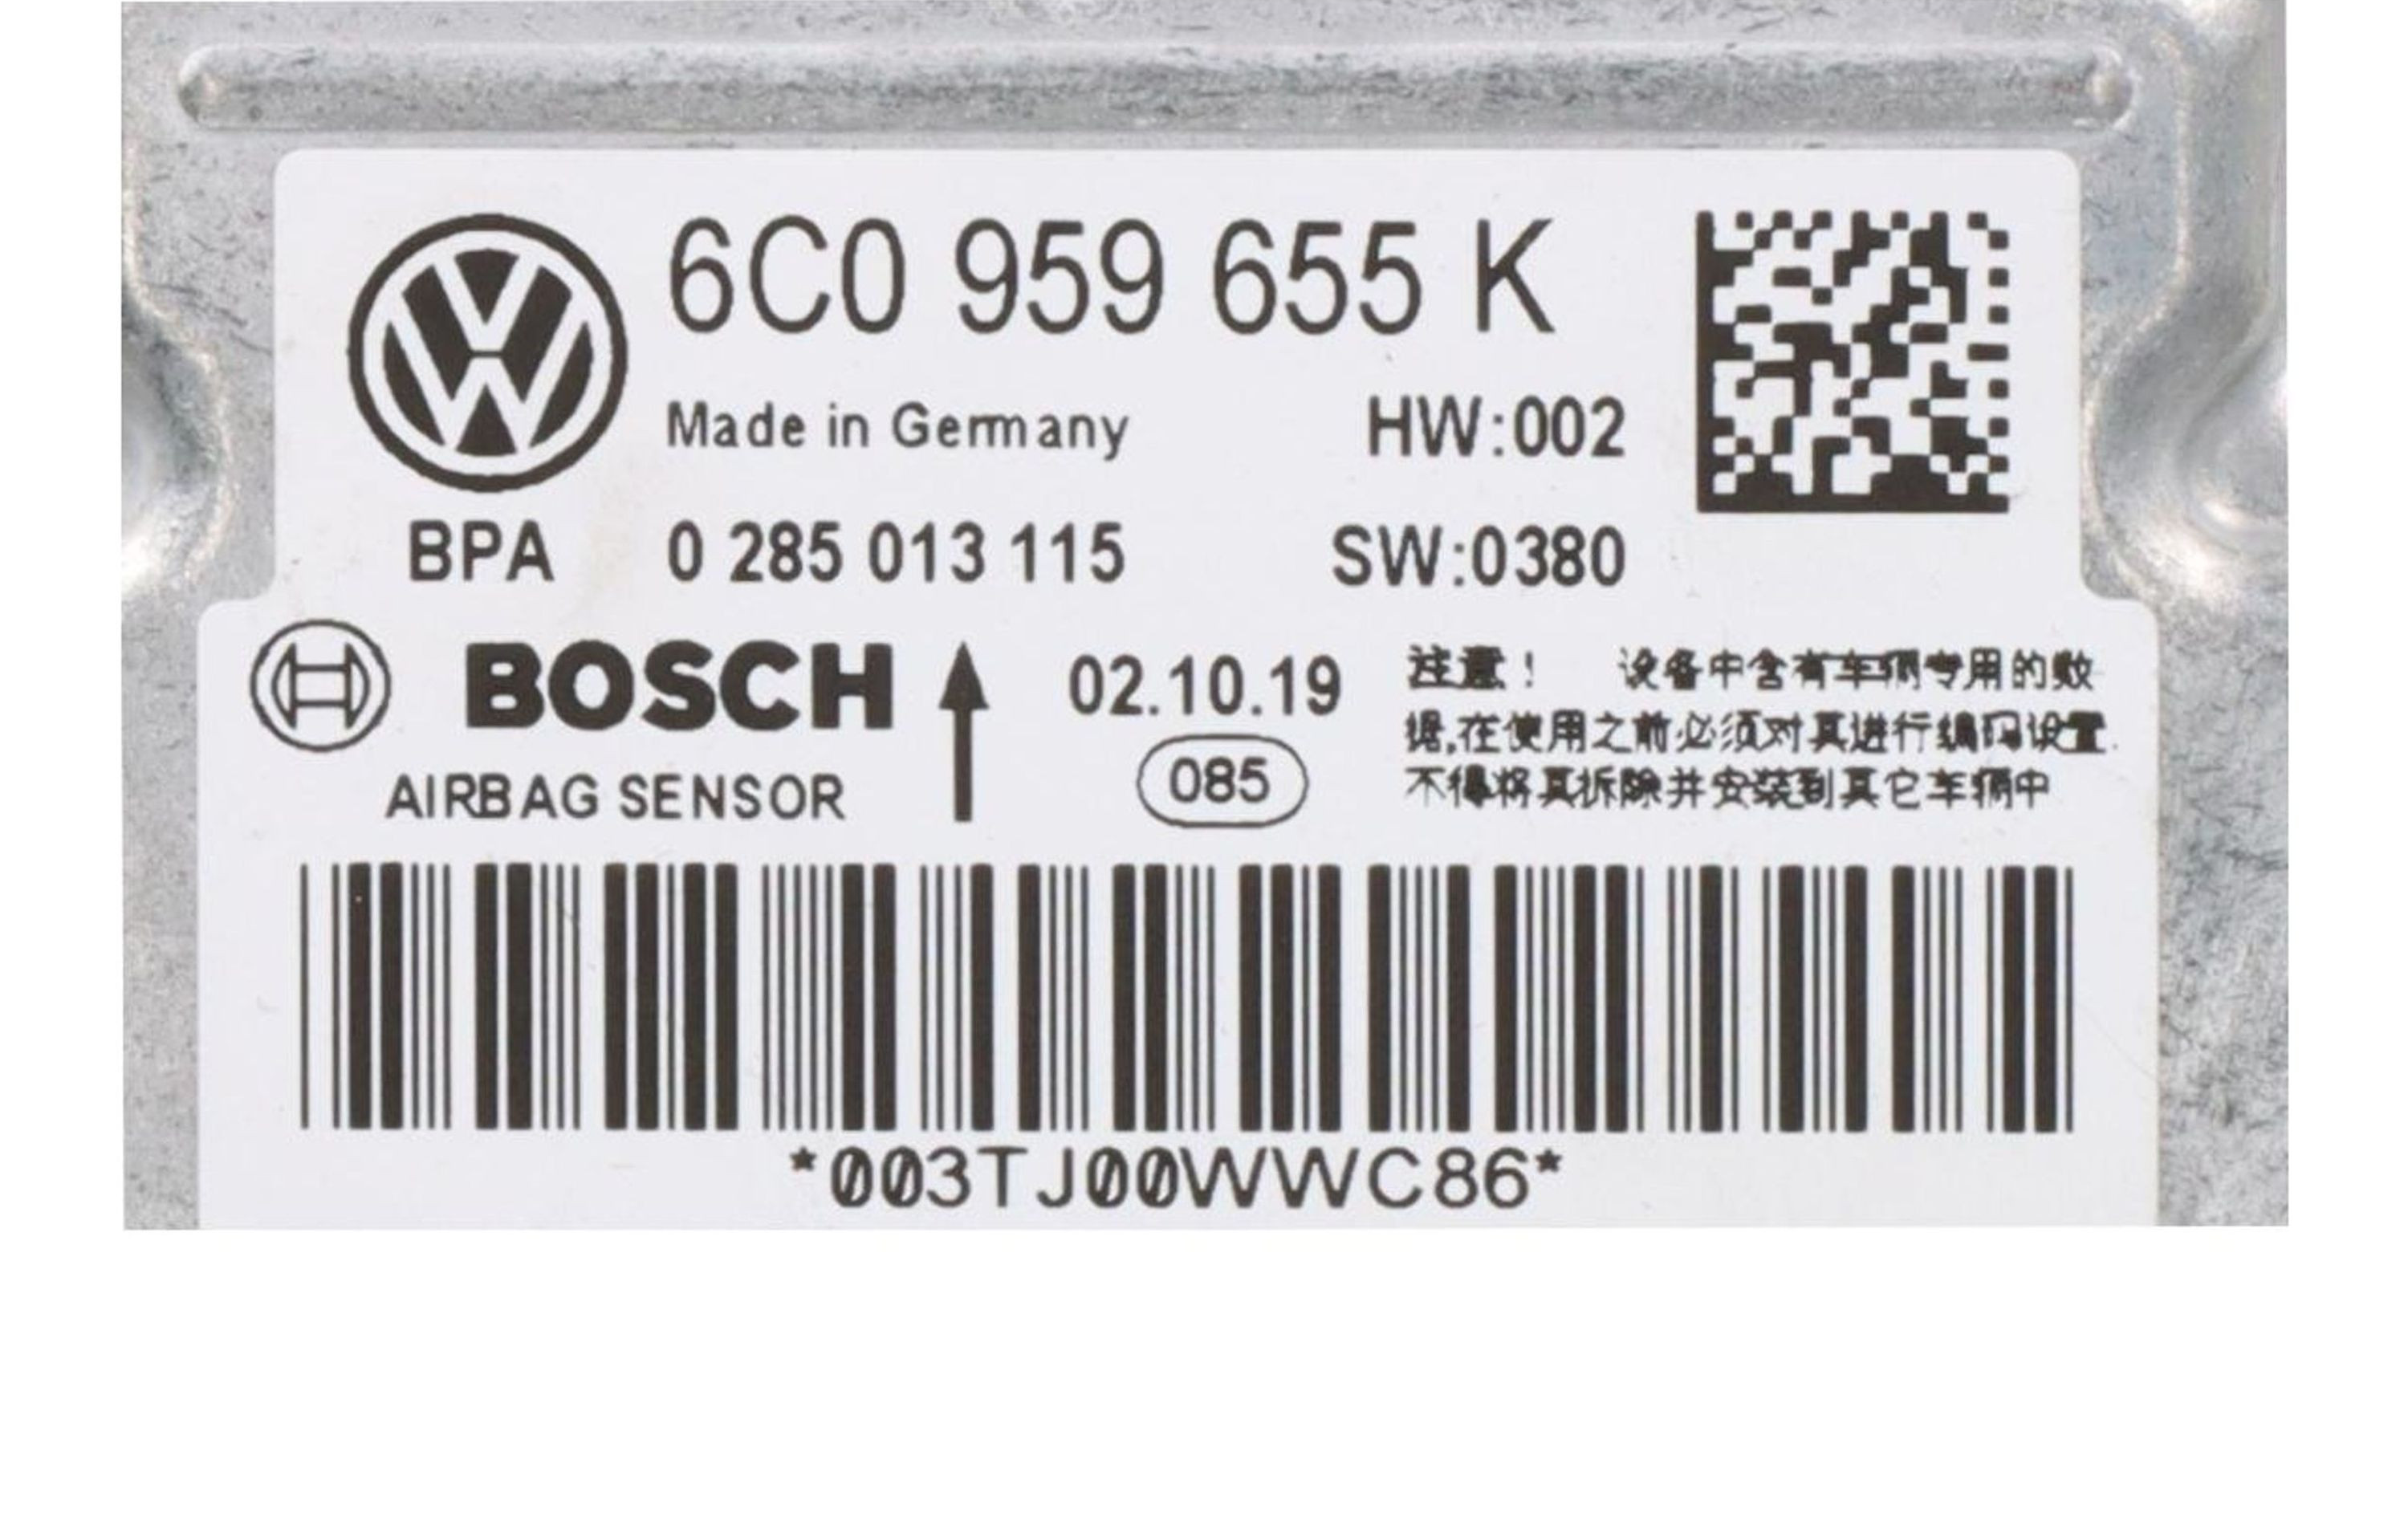 6C0 959 655 K
Made in Germany HW:002
BPA 0 285 013 115 SW:0380
BOSCH 02.10.19
085
AIRBAG SENSOR
注意！ 设备中含有车辆专用的数
据,在使用之前必须对其进行编码设置.
不得将其拆除并安装到其它车辆中
*003TJ00WWC86*